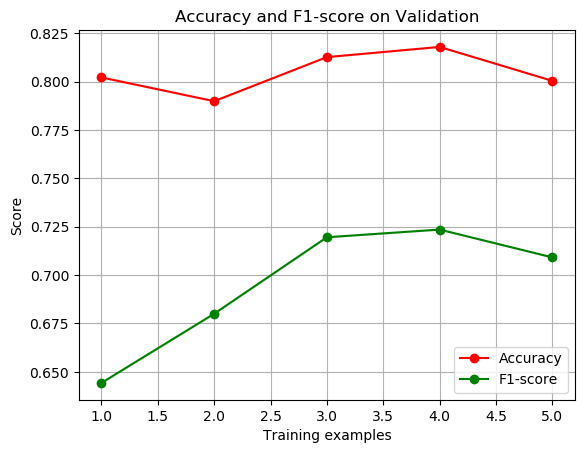 Accuracy and F1-score on Validation
0.825
0.800
0.775
0.750
0.725
0.700
0.675
0.650
Score
1.0 1.5 2.0 2.5 3.0 3.5 4.0 4.5 5.0
Training examples
Accuracy
F1-score